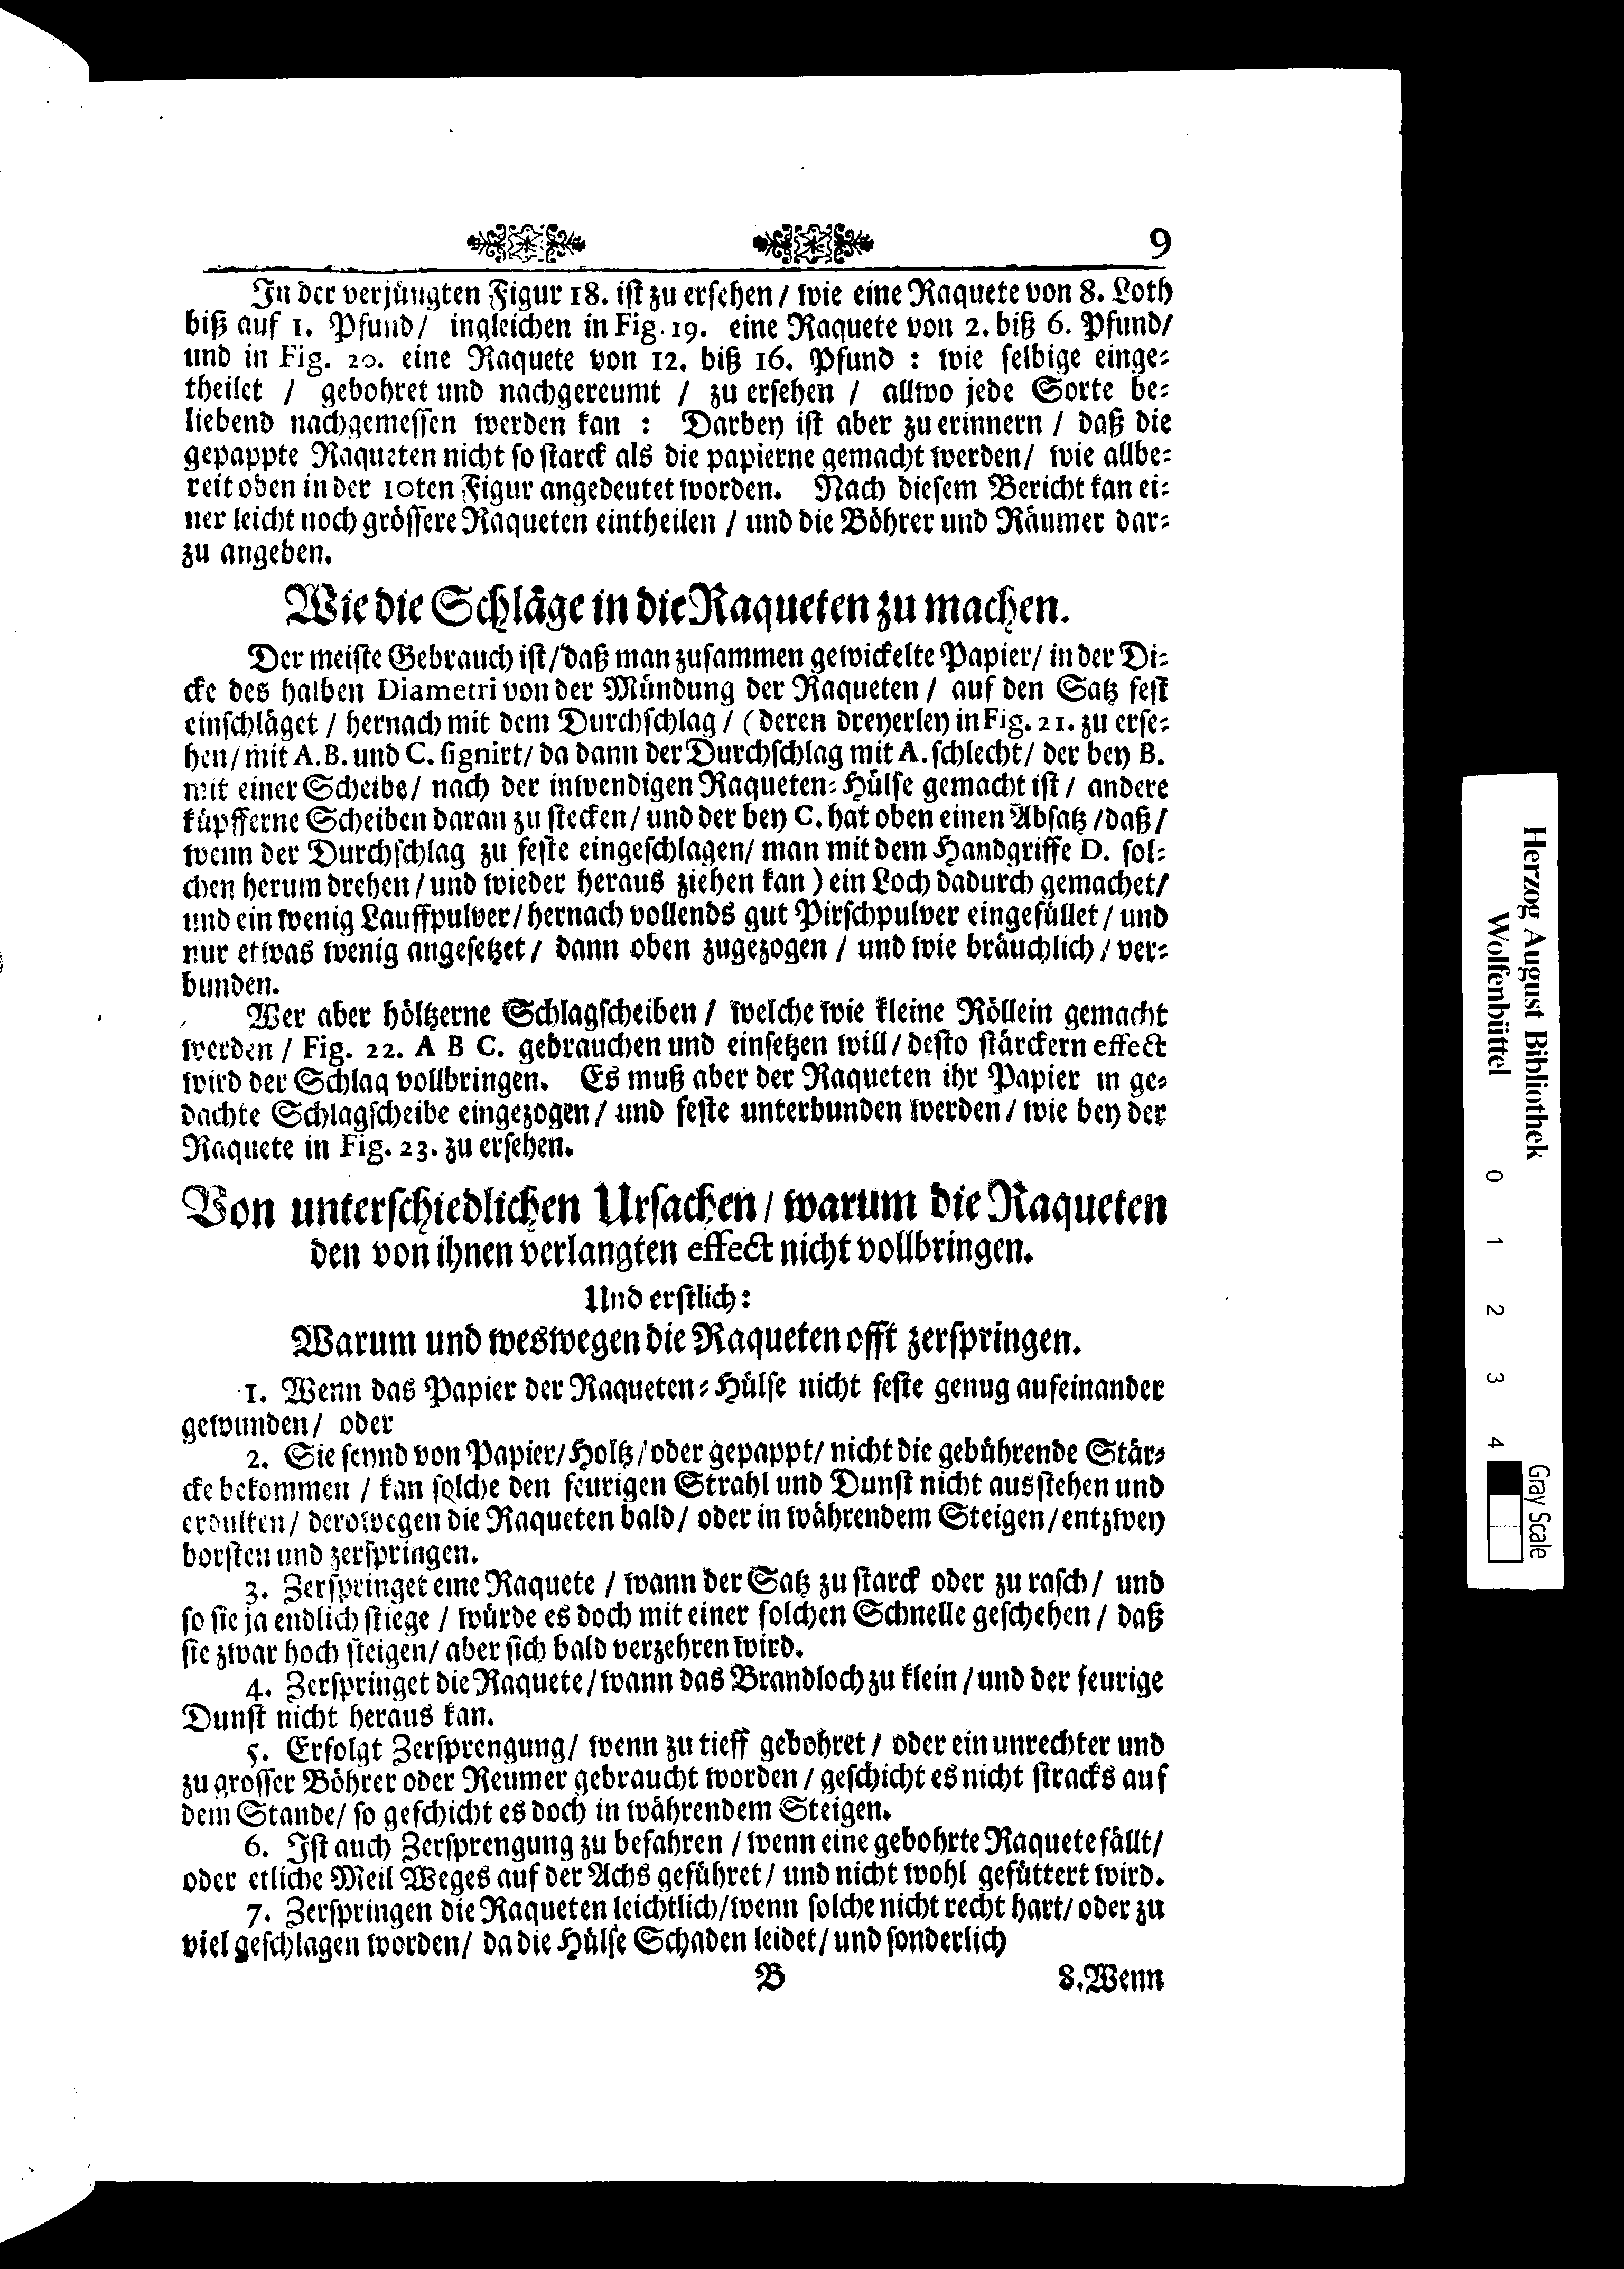 9
In der verjüngten Figur 18. ist zu ersehen / wie eine Raquete von 8. Loth
biß auf 1. Pfund / ingleichen in Fig. 19. eine Raquete von 2. biß 6. Pfund/
und in Fig. 20. eine Raquete von 12. biß 16. Pfund : wie selbige einge-
theilet / gebohret und nachgereumt / zu ersehen / allwo jede Sorte be-
liebend nachgemessen werden kan : Darbey ist aber zu erinnern / daß die
gepappte Raqueten nicht so starck als die papierne gemacht werden/ wie allbe-
reit oben in der 10ten Figur angedeutet worden. Nach diesem Bericht kan ei-
ner leicht noch grössere Raqueten eintheilen / und die Böhrer und Räumer dar-
zu angeben.
Wie die Schläge in die Raqueten zu machen.
Der meiste Gebrauch ist/daß man zusammen gewickelte Papier/ in der Di-
cke des halben Diametri von der Mündung der Raqueten / auf den Satz fest
einschläget / hernach mit dem Durchschlag / (deren dreyerley in Fig. 21. zu erse-
hen/ mit A.B. und C. signirt/ da dann der Durchschlag mit A. schlecht/ der bey B.
mit einer Scheibe/ nach der inwendigen Raqueten-Hülse gemacht ist / andere
küpfferne Scheiben daran zu stecken/ und der bey C. hat oben einen Absatz /daß/
wenn der Durchschlag zu feste eingeschlagen/ man mit dem Handgriffe D. sol-
chen herum drehen / und wieder heraus ziehen kan ) ein Loch dadurch gemachet/
und ein wenig Lauffpulver/ hernach vollends gut Pirschpulver eingefüllet / und
nur etwas wenig angesetzet / dann oben zugezogen / und wie bräuchlich / ver-
bunden.
Wer aber höltzerne Schlagscheiben / welche wie kleine Röllein gemacht
werden / Fig. 22. A B C. gebrauchen und einsetzen will / desto stärckern effect
wird der Schlag vollbringen. Es muß aber der Raqueten ihr Papier in ge-
dachte Schlagscheibe eingezogen / und feste unterbunden werden / wie bey der
Raquete in Fig. 23. zu ersehen.
Von unterschiedlichen Ursachen / warum die Raqueten
den von ihnen verlangten effect nicht vollbringen.
Und erstlich:
Warum und weswegen die Raqueten offt zerspringen.
1. Wenn das Papier der Raqueten-Hülse nicht feste genug aufeinander
gewunden / oder
2. Sie seynd von Papier/ Holtz / oder gepappt/ nicht die gebührende Stär-
cke bekommen / kan solche den feurigen Strahl und Dunst nicht ausstehen und
erdulten / derowegen die Raqueten bald / oder in währendem Steigen / entzwey
borsten und zerspringen.
3. Zerspringet eine Raquete / wann der Satz zu starck oder zu rasch / und
so sie ja endlich stiege / würde es doch mit einer solchen Schnelle geschehen / daß
sie zwar hoch steigen/ aber sich bald verzehren wird.
4. Zerspringet die Raquete / wann das Brandloch zu klein / und der feurige
Dunst nicht heraus kan.
5. Erfolgt Zersprengung/ wenn zu tieff gebohret / oder ein unrechter und
zu grosser Böhrer oder Reumer gebraucht worden / geschicht es nicht stracks auf
dem Stande/ so geschicht es doch in währendem Steigen.
6. Ist auch Zersprengung zu befahren / wenn eine gebohrte Raquete fällt/
oder etliche Meil Weges auf der Achs geführet / und nicht wohl gefüttert wird.
7. Zerspringen die Raqueten leichtlich/ wenn solche nicht recht hart/ oder zu
viel geschlagen worden / da die Hülse Schaden leidet / und sonderlich
B
8. Wenn
Herzog August Bibliothek
Wolfenbüttel
0 1 2 3 4
Gray Scale